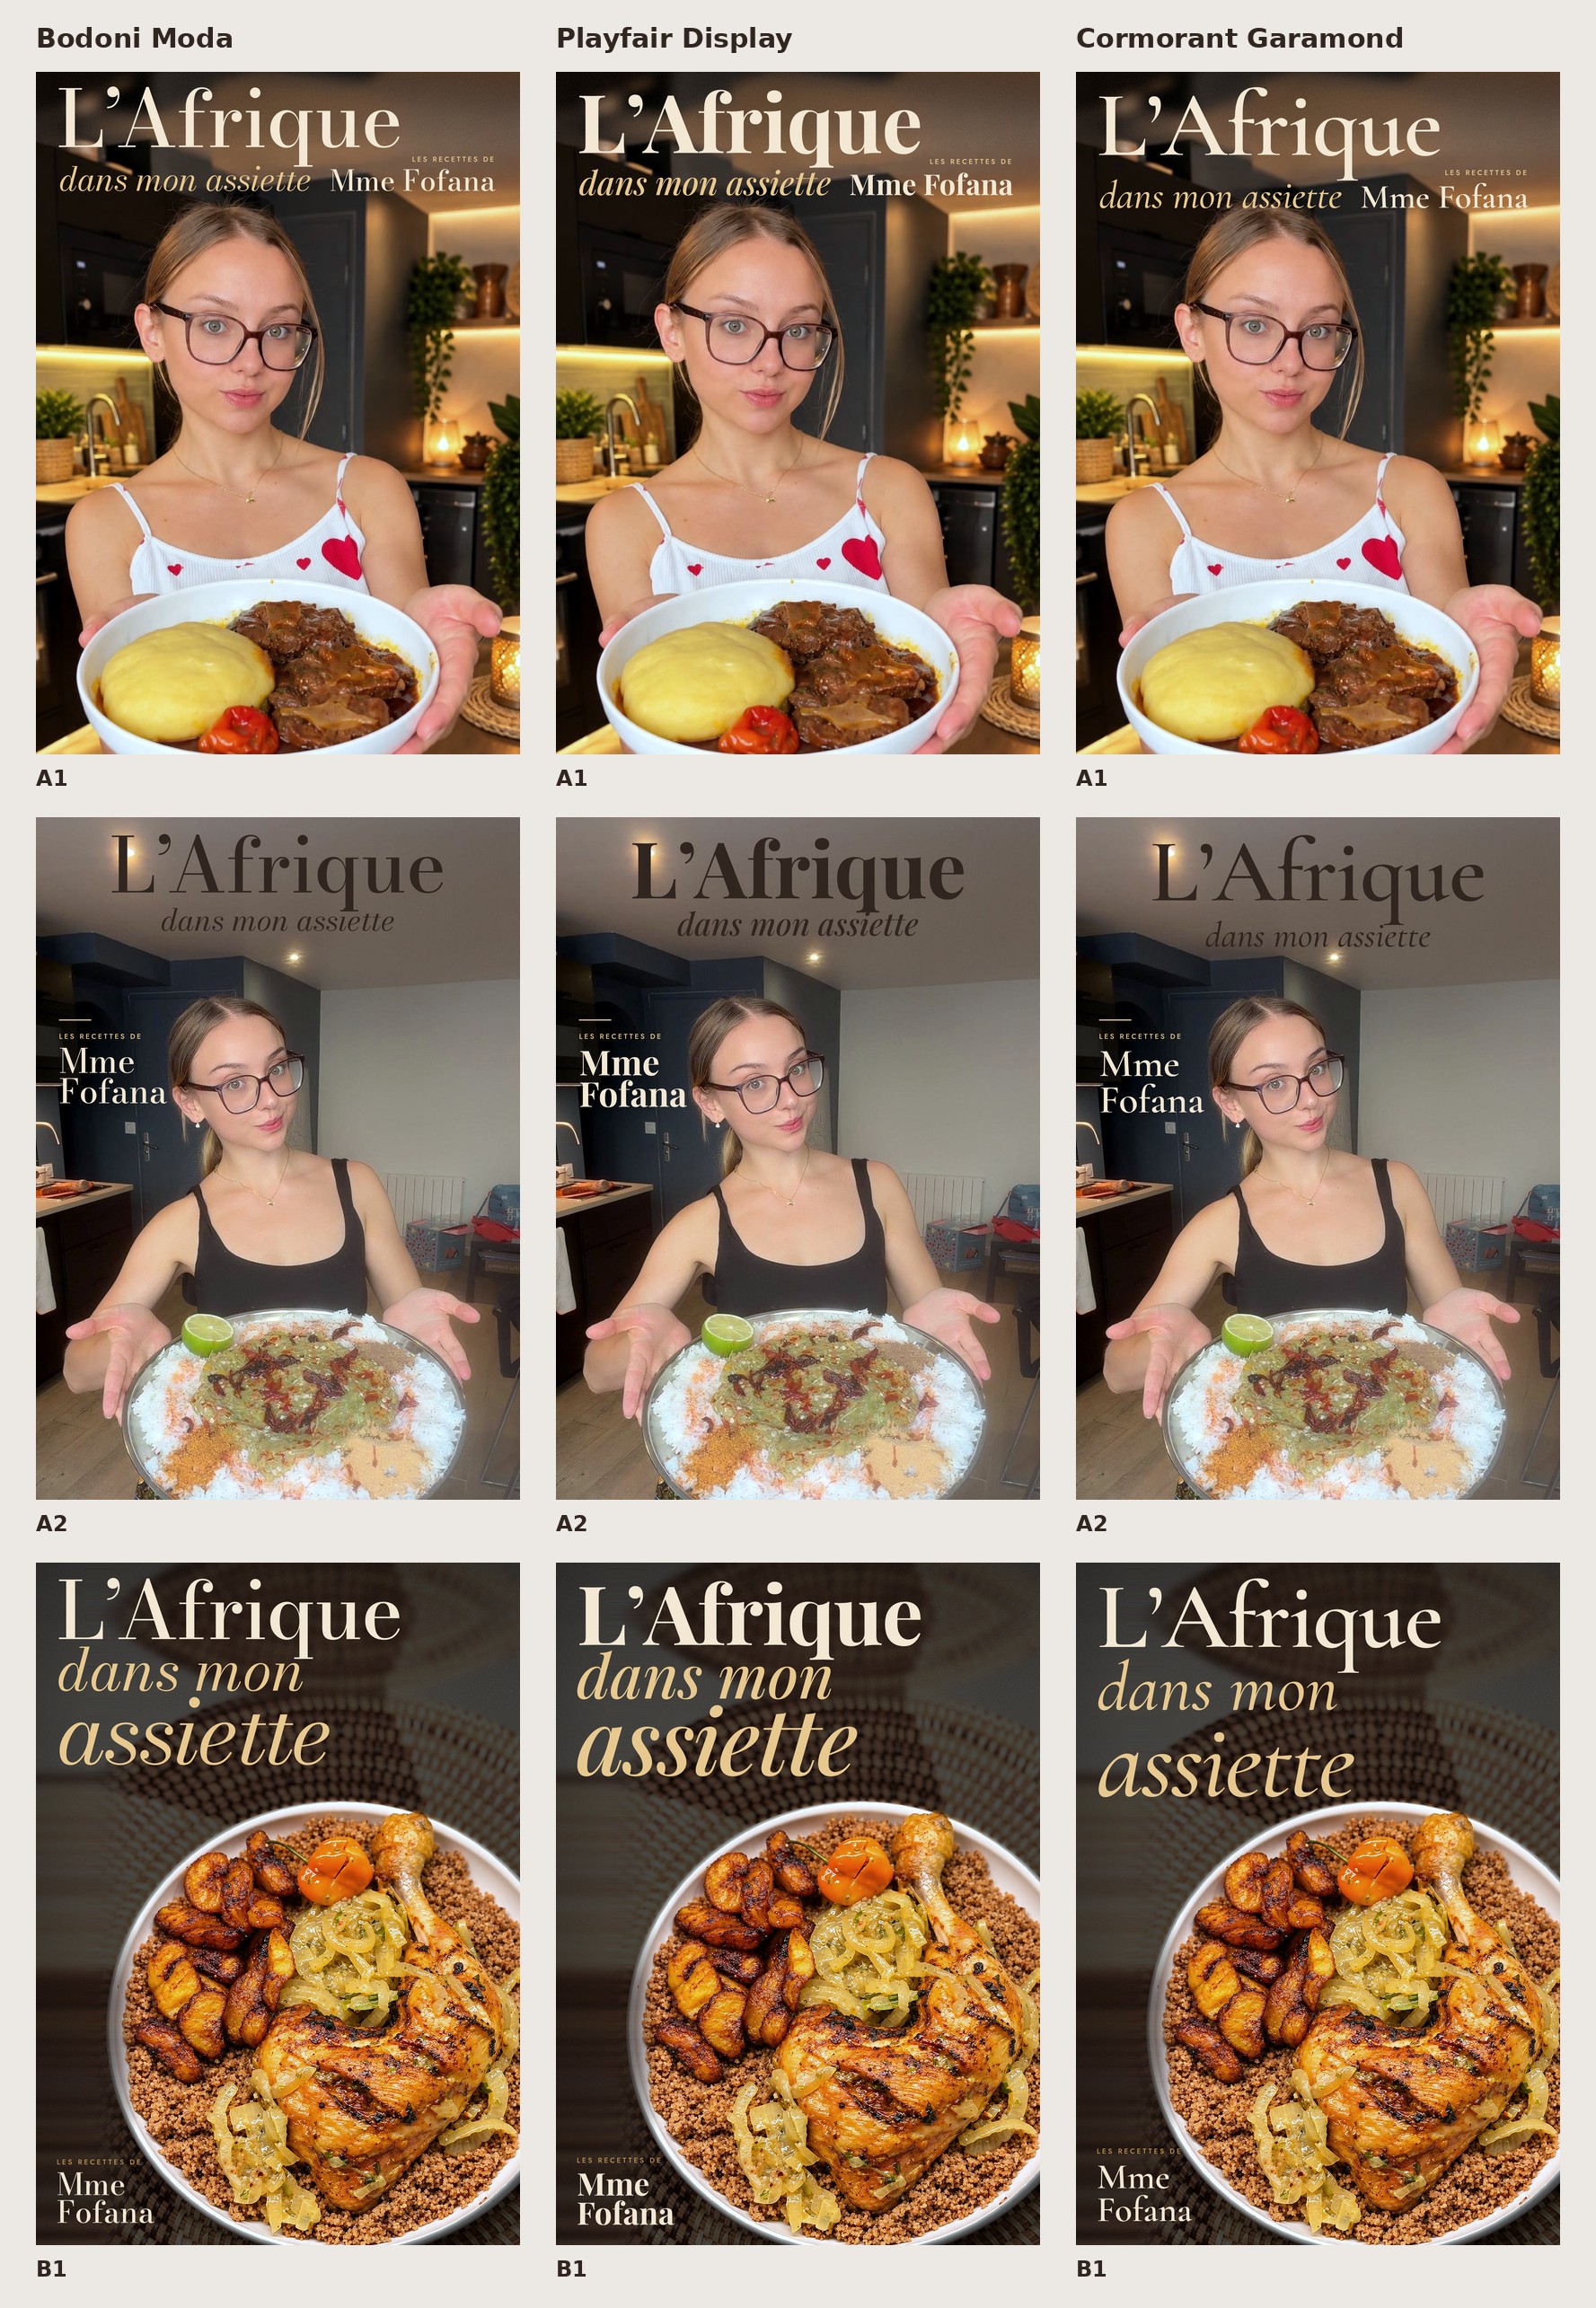 Bodoni Moda
Playfair Display
Cormorant Garamond
L’Afrique
LES RECETTES DE
dans mon assiette Mme Fofana
L’Afrique
LES RECETTES DE
dans mon assiette Mme Fofana
L’Afrique
LES RECETTES DE
dans mon assiette Mme Fofana
A1
A1
A1
L’Afrique
dans mon assiette
LES RECETTES DE
Mme
Fofana
L’Afrique
dans mon assiette
LES RECETTES DE
Mme
Fofana
L’Afrique
dans mon assiette
LES RECETTES DE
Mme
Fofana
A2
A2
A2
L’Afrique
dans mon
assiette
LES RECETTES DE
Mme
Fofana
L’Afrique
dans mon
assiette
LES RECETTES DE
Mme
Fofana
L’Afrique
dans mon
assiette
LES RECETTES DE
Mme
Fofana
B1
B1
B1